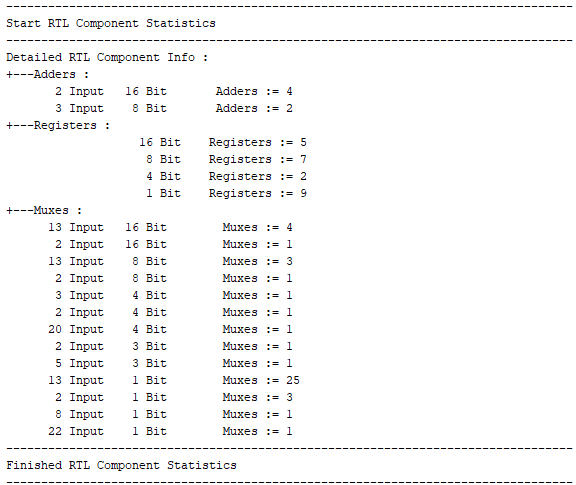 ---------------------------------------------------------------------------------
Start RTL Component Statistics
---------------------------------------------------------------------------------
Detailed RTL Component Info :
+---Adders :
       2 Input   16 Bit       Adders := 4
       3 Input    8 Bit       Adders := 2
+---Registers :
                   16 Bit    Registers := 5
                    8 Bit    Registers := 7
                    4 Bit    Registers := 2
                    1 Bit    Registers := 9
+---Muxes :
      13 Input   16 Bit        Muxes := 4
       2 Input   16 Bit        Muxes := 1
      13 Input    8 Bit        Muxes := 3
       2 Input    8 Bit        Muxes := 1
       3 Input    4 Bit        Muxes := 1
       2 Input    4 Bit        Muxes := 1
      20 Input    4 Bit        Muxes := 1
       2 Input    3 Bit        Muxes := 1
       5 Input    3 Bit        Muxes := 1
      13 Input    1 Bit        Muxes := 25
       2 Input    1 Bit        Muxes := 3
       8 Input    1 Bit        Muxes := 1
      22 Input    1 Bit        Muxes := 1
---------------------------------------------------------------------------------
Finished RTL Component Statistics
---------------------------------------------------------------------------------